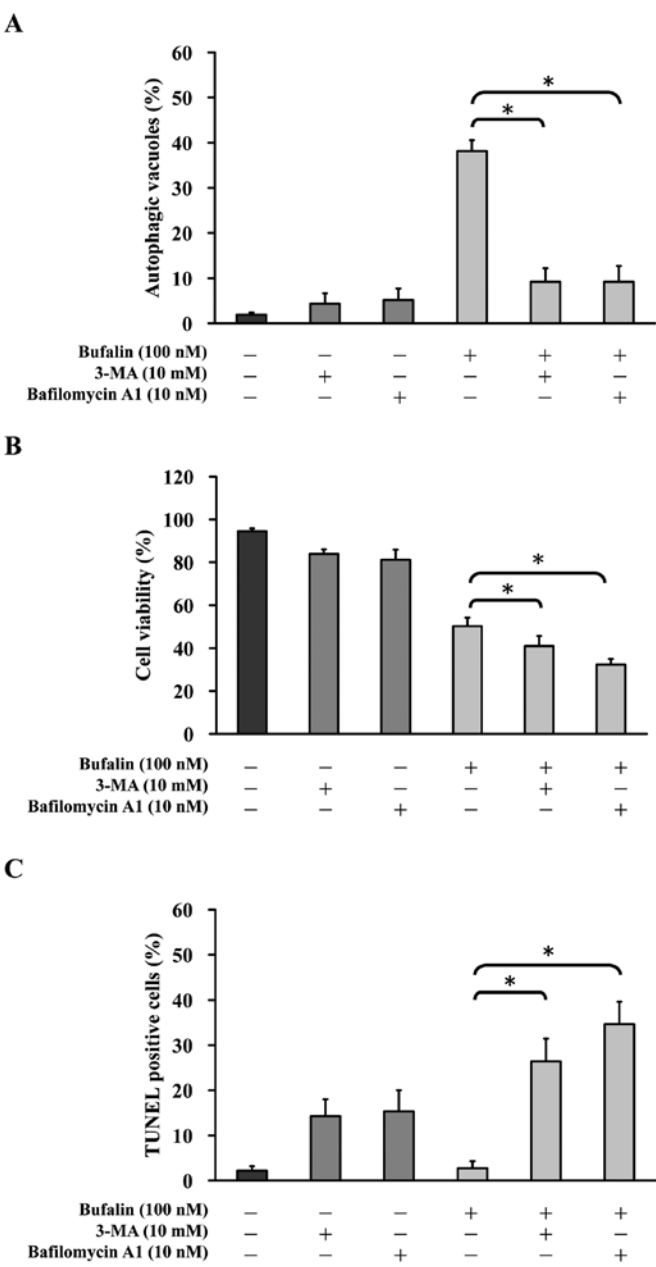 A
Autophagic vacuoles (%)
60
50
40
30
20
10
0
*
*
Bufalin (100 nM) – – – + + +
3-MA (10 mM) – + – – + –
Bafilomycin A1 (10 nM) – – + – – +
B
Cell viability (%)
120
100
80
60
40
20
0
*
*
Bufalin (100 nM) – – – + + +
3-MA (10 mM) – + – – + –
Bafilomycin A1 (10 nM) – – + – – +
C
TUNEL positive cells (%)
60
50
40
30
20
10
0
*
*
Bufalin (100 nM) – – – + + +
3-MA (10 mM) – + – – + –
Bafilomycin A1 (10 nM) – – + – – +